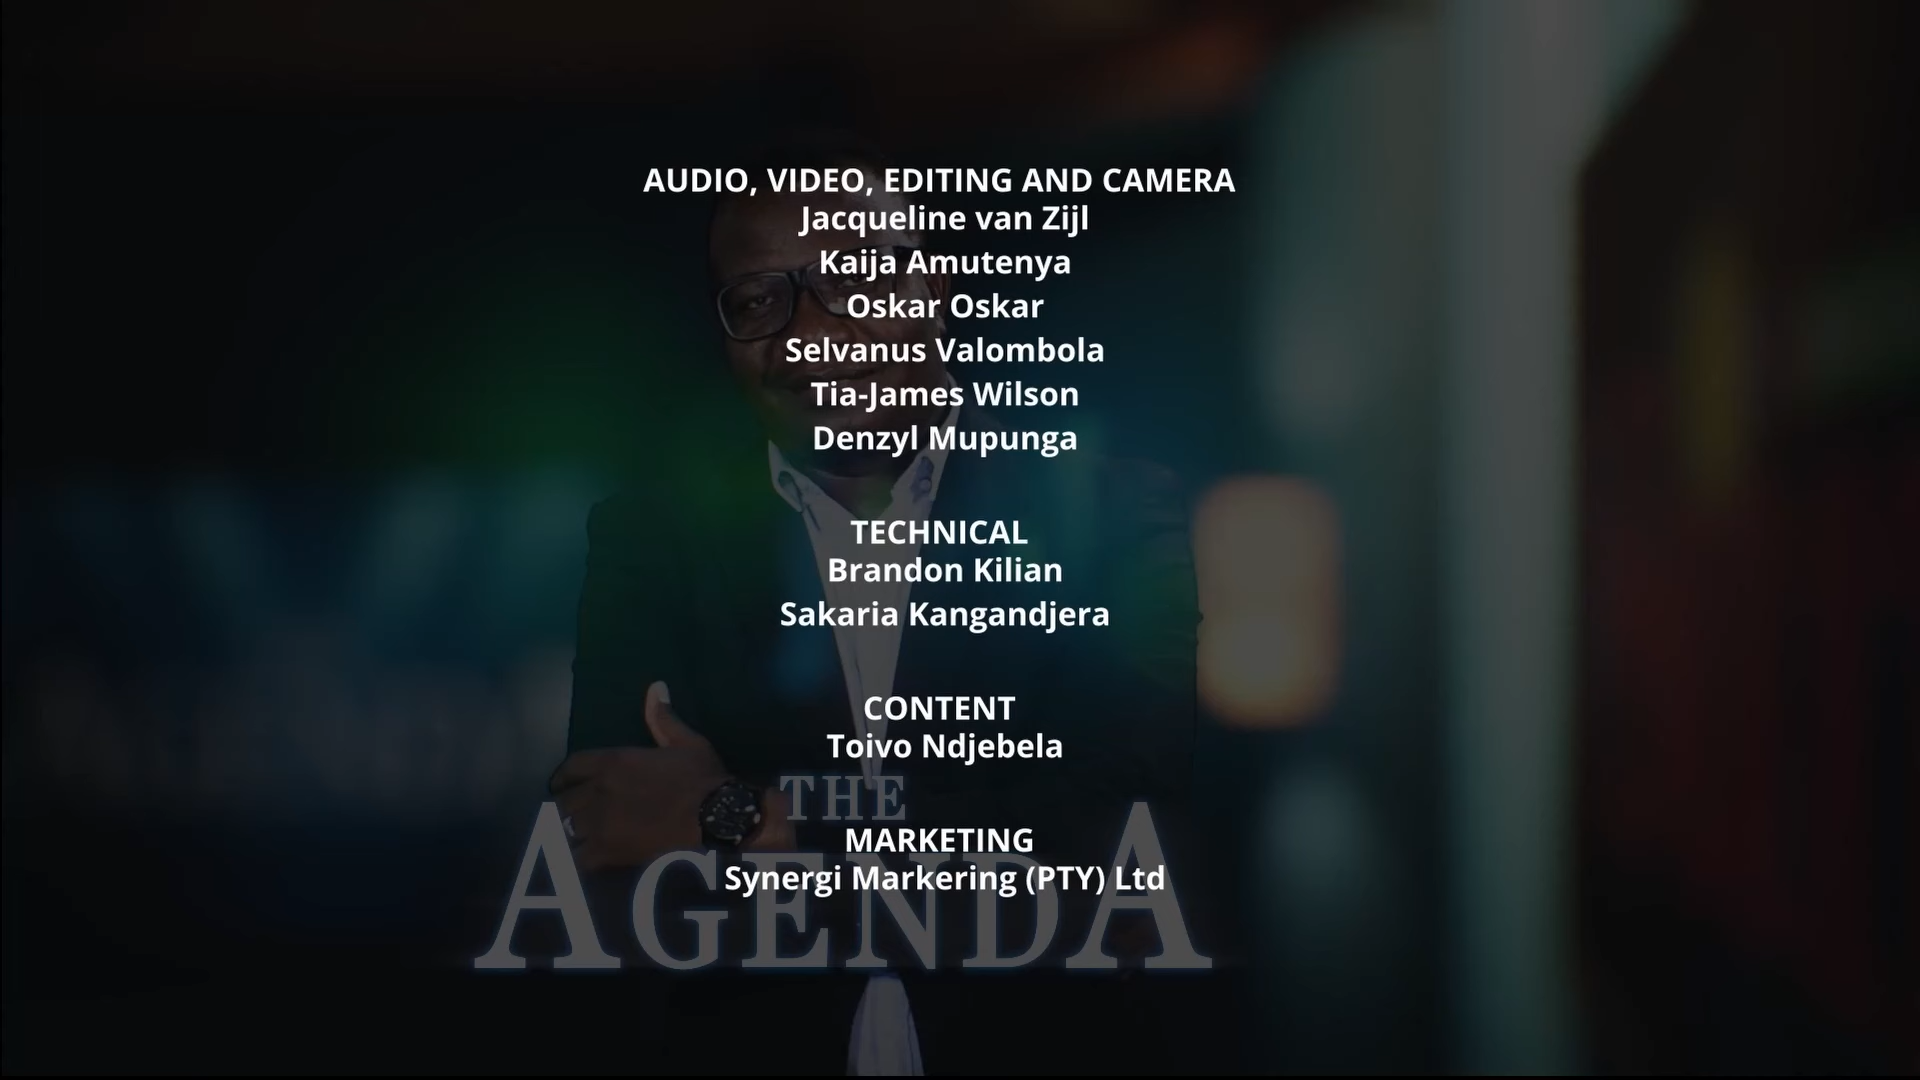 AUDIO, VIDEO, EDITING AND CAMERA
Jacqueline van Zijl
Kaija Amutenya
Oskar Oskar
Selvanus Valombola
Tia-James Wilson
Denzyl Mupunga
TECHNICAL
Brandon Kilian
Sakaria Kangandjera
CONTENT
Toivo Ndjebela
THE
MARKETING
Synergi Markering (PTY) Ltd
AGENDA